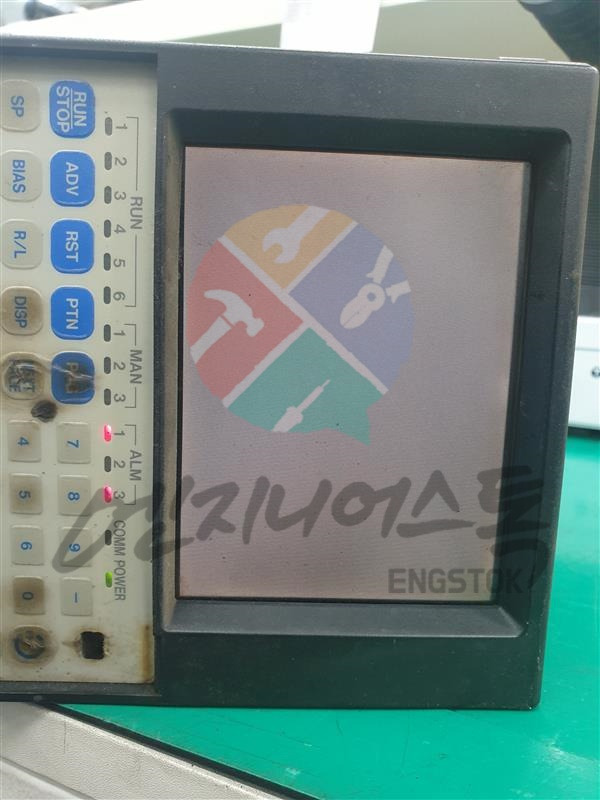 RUN MAN ALM
1 2 3 4 5 6 1 2 3 1 2 3 COMM POWER
RUN
STOP
ADV RST PTN
7 8 9 -
SP BIAS R/L DISP
4 5 6 0
엔지니어스톡
ENGSTOK